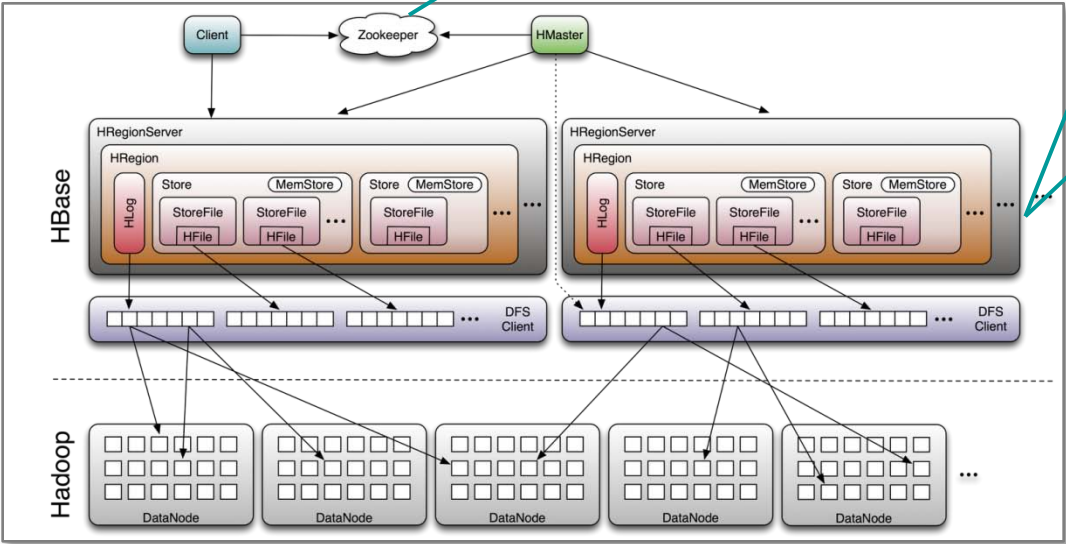 Client
Zookeeper
HMaster
HBase
HRegionServer
HRegion
HLog
Store
MemStore
StoreFile
HFile
StoreFile
HFile
...
Store
MemStore
StoreFile
HFile
...
...
HRegionServer
HRegion
HLog
Store
MemStore
StoreFile
HFile
StoreFile
HFile
...
Store
MemStore
StoreFile
HFile
...
...
...
...
DFS
Client
...
DFS
Client
Hadoop
DataNode
DataNode
DataNode
DataNode
DataNode
...